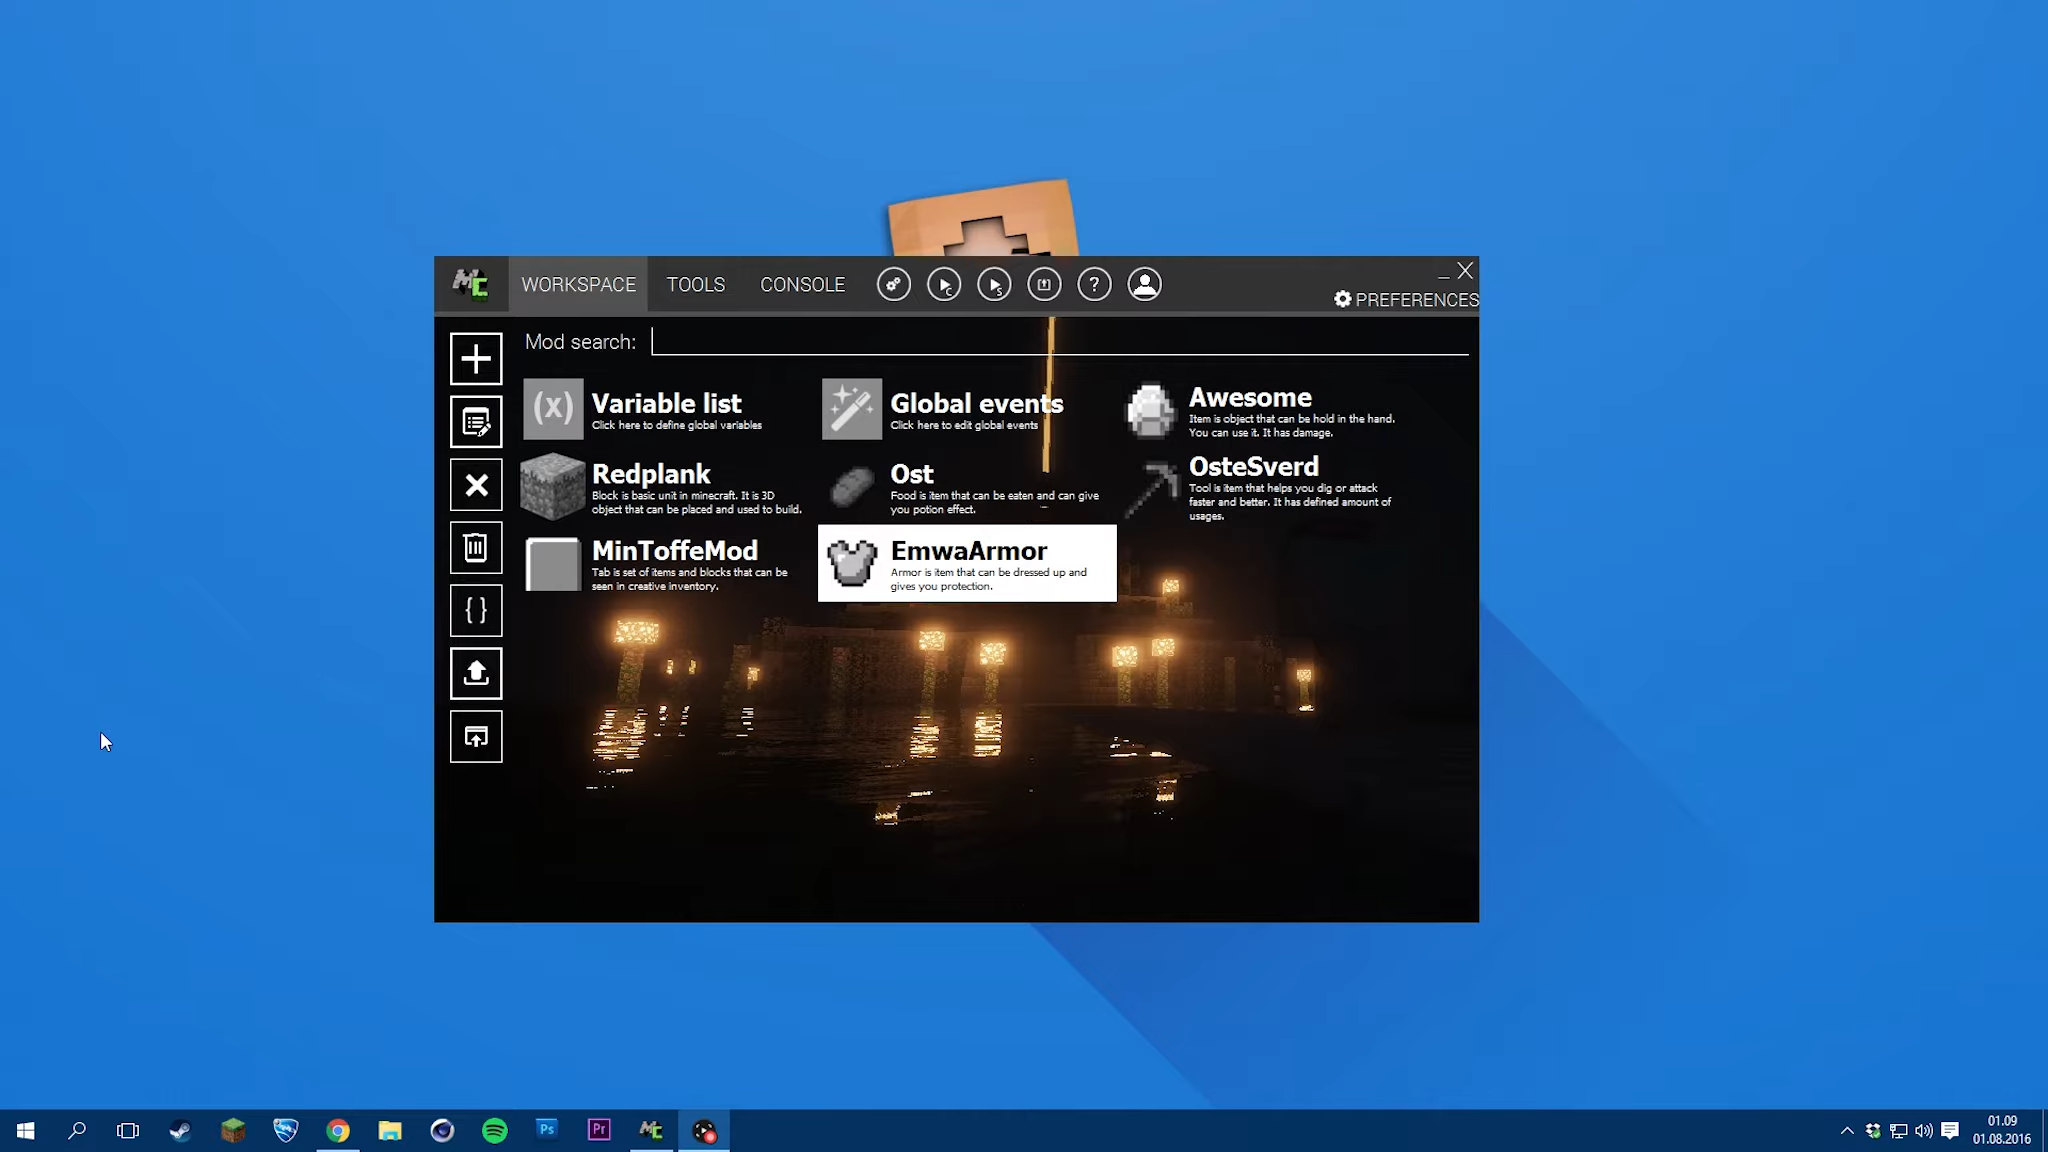 WORKSPACE TOOLS CONSOLE
PREFERENCES
Mod search:
Variable list
Click here to define global variables
Global events
Click here to edit global events
Awesome
Item is object that can be hold in the hand.
You can use it. It has damage.
Redplank
Block is basic unit in minecraft. It is 3D
object that can be placed and used to build.
Ost
Food is item that can be eaten and can give
you potion effect.
OsteSverd
Tool is item that helps you dig or attack
faster and better. It has defined amount of
usages.
MinToffeMod
Tab is set of items and blocks that can be
seen in creative inventory.
EmwaArmor
Armor is item that can be dressed up and
gives you protection.
Ps
Pr
01.09
01.08.2016